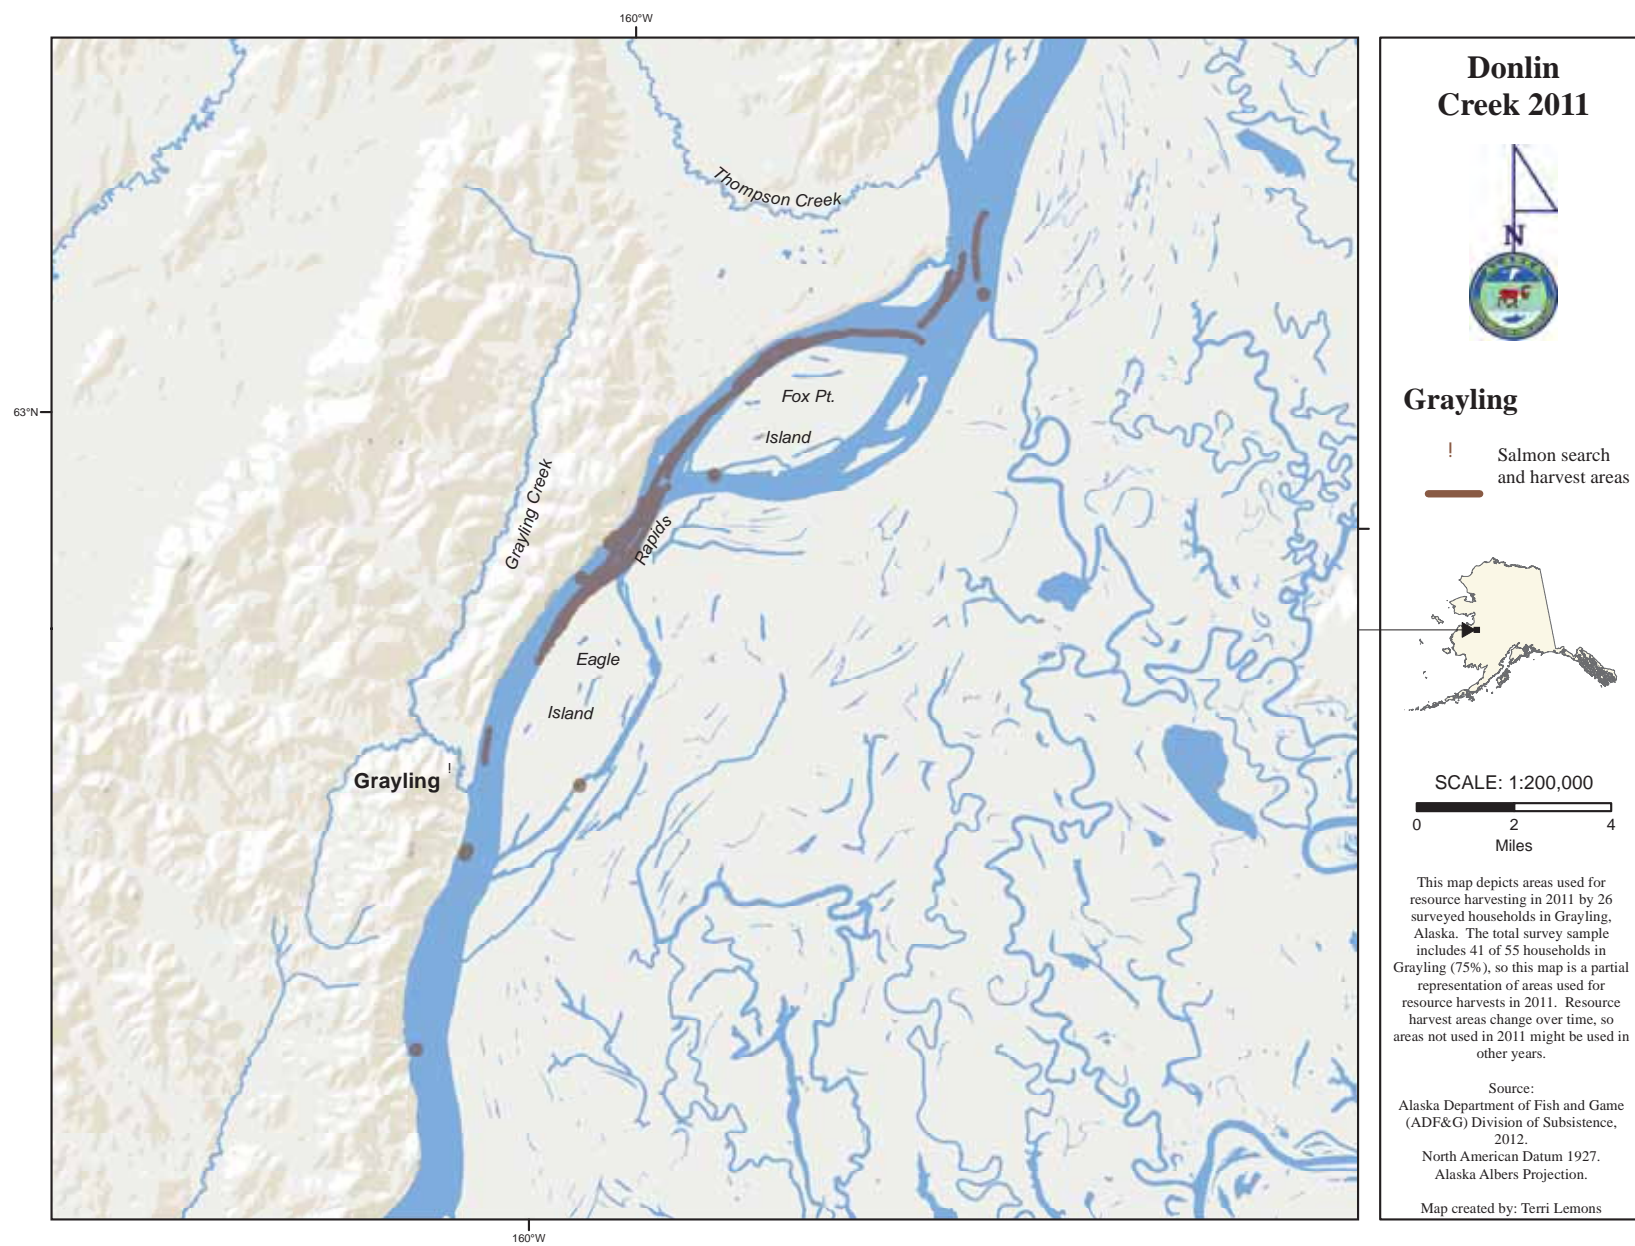 160°W
Thompson Creek
63°N
Fox Pt.
Island
Grayling Creek
Rapids
Eagle
Island
Grayling
!
160°W
Donlin
Creek 2011
N
Grayling
!
Salmon search
and harvest areas
SCALE: 1:200,000
0 2 4
Miles
This map depicts areas used for
resource harvesting in 2011 by 26
surveyed households in Grayling,
Alaska. The total survey sample
includes 41 of 55 households in
Grayling (75%), so this map is a partial
representation of areas used for
resource harvests in 2011. Resource
harvest areas change over time, so
areas not used in 2011 might be used in
other years.
Source:
Alaska Department of Fish and Game
(ADF&G) Division of Subsistence,
2012.
North American Datum 1927.
Alaska Albers Projection.
Map created by: Terri Lemons